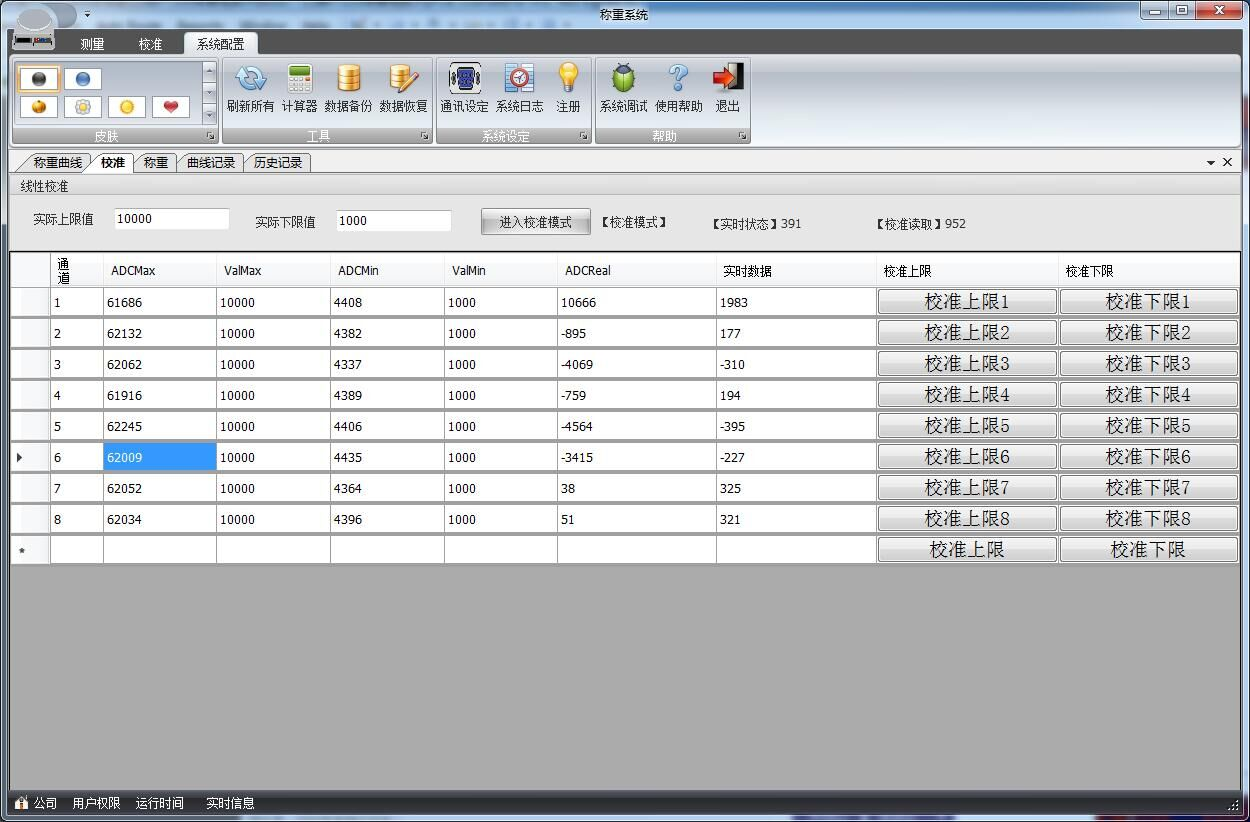 称重系统
测量 校准 系统配置
刷新所有 计算器 数据备份 数据恢复 通讯设定 系统日志 注册 系统调试 使用帮助 退出
皮肤 工具 系统设定 帮助
称重曲线 校准 称重 曲线记录 历史记录
线性校准
实际上限值 10000 实际下限值 1000 进入校准模式 【校准模式】 【实时状态】391 【校准读取】952
通道 ADCMax ValMax ADCMin ValMin ADCReal 实时数据 校准上限 校准下限
1 61686 10000 4408 1000 10666 1983 校准上限1 校准下限1
2 62132 10000 4382 1000 -895 177 校准上限2 校准下限2
3 62062 10000 4337 1000 -4069 -310 校准上限3 校准下限3
4 61916 10000 4389 1000 -759 194 校准上限4 校准下限4
5 62245 10000 4406 1000 -4564 -395 校准上限5 校准下限5
6 62009 10000 4435 1000 -3415 -227 校准上限6 校准下限6
7 62052 10000 4364 1000 38 325 校准上限7 校准下限7
8 62034 10000 4396 1000 51 321 校准上限8 校准下限8
* 校准上限 校准下限
公司 用户权限 运行时间 实时信息